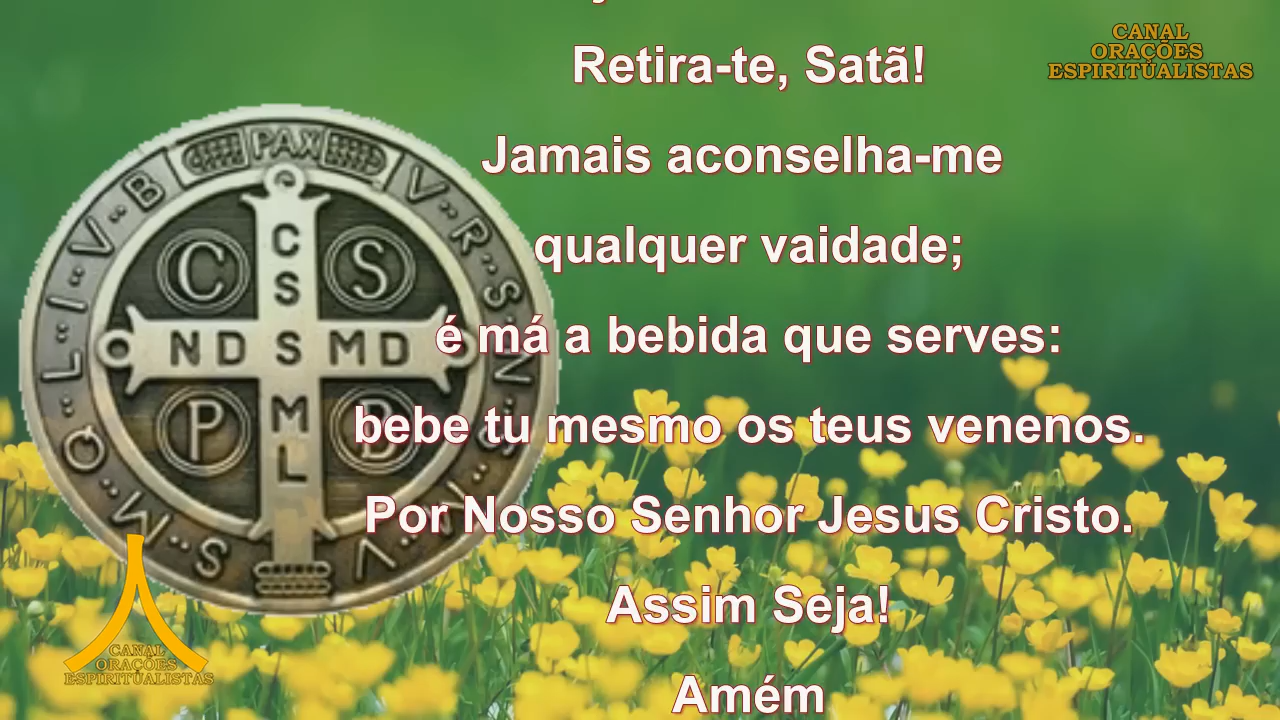 Retira-te, Satã!
Jamais aconselha-me
qualquer vaidade;
é má a bebida que serves:
bebe tu mesmo os teus venenos.
Por Nosso Senhor Jesus Cristo.
Assim Seja!
Amém
CANAL
ORAÇÕES
ESPIRITUALISTAS
PAX
V·R·S·N·S·M·V
S·M·Q·L·I·V·B
C S
C
S
N D S M D
M
L
P B
CANAL
ORAÇÕES
ESPIRITUALISTAS